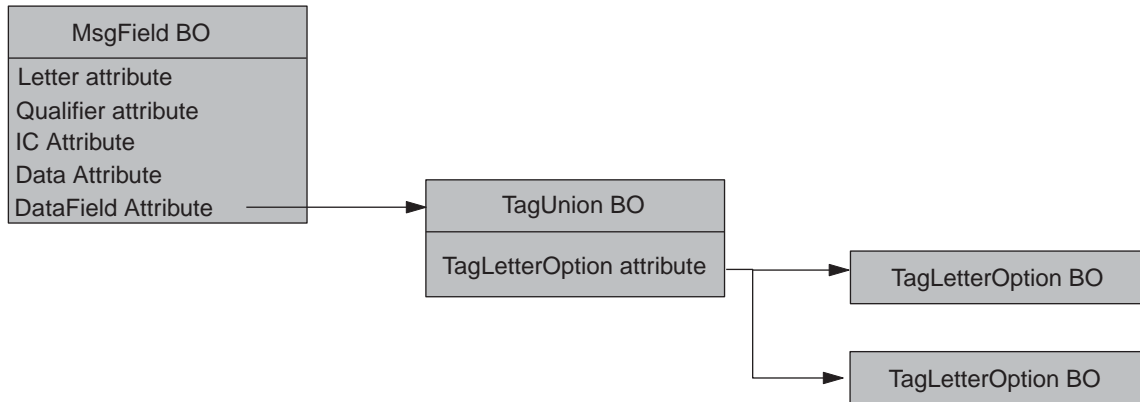 MsgField BO
Letter attribute
Qualifier attribute
IC Attribute
Data Attribute
DataField Attribute
TagUnion BO
TagLetterOption attribute
TagLetterOption BO
TagLetterOption BO